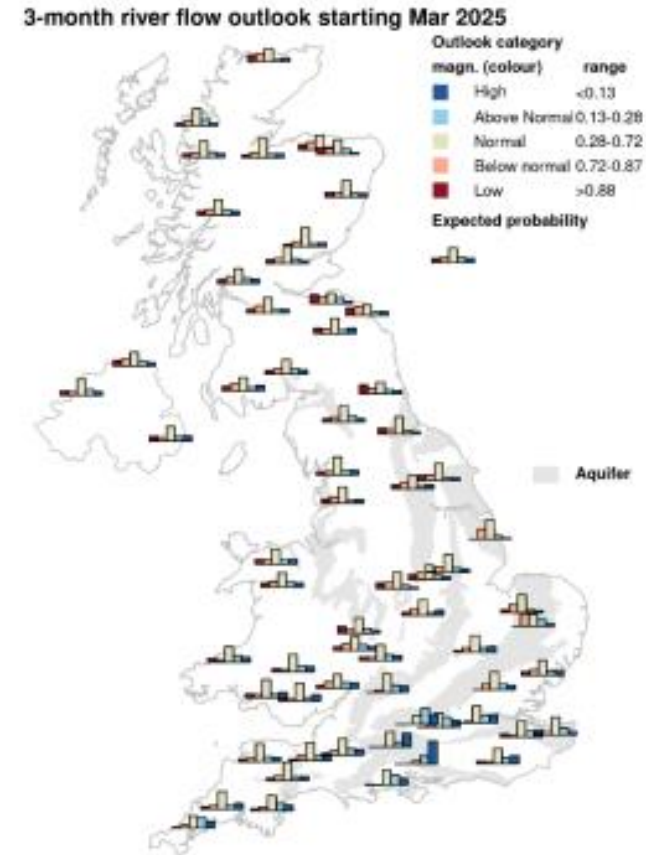 3-month river flow outlook starting Mar 2025
Outlook category
magn. (colour) range
High <0.13
Above Normal 0.13-0.28
Normal 0.28-0.72
Below normal 0.72-0.87
Low >0.88
Expected probability
Aquifer